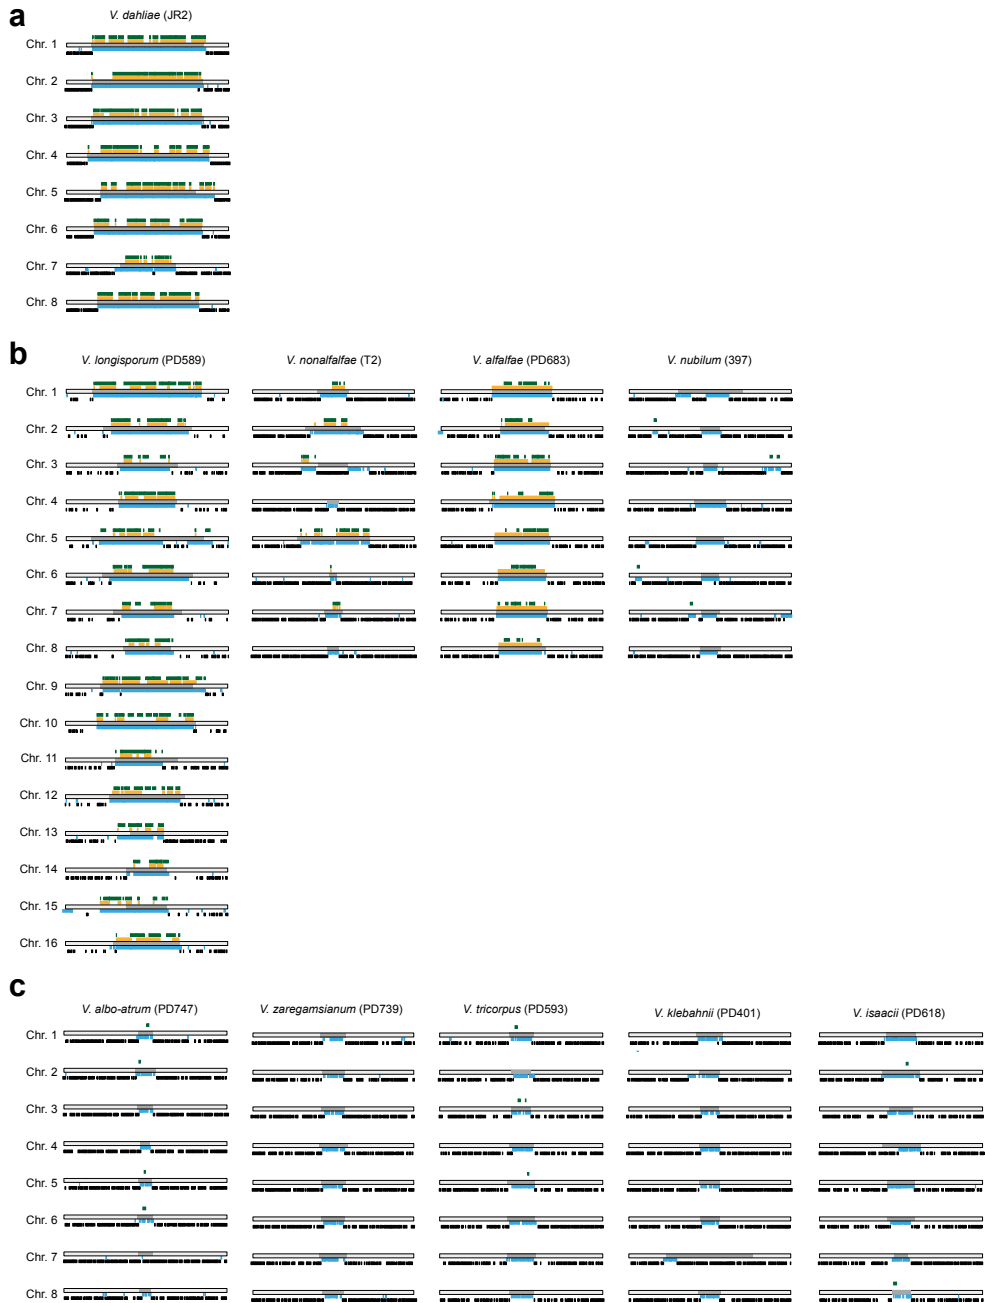 a
V. dahliae (JR2)
Chr. 1
Chr. 2
Chr. 3
Chr. 4
Chr. 5
Chr. 6
Chr. 7
Chr. 8
b
V. longisporum (PD589) V. nonalfalfae (T2) V. alfalfae (PD683) V. nubilum (397)
Chr. 1
Chr. 2
Chr. 3
Chr. 4
Chr. 5
Chr. 6
Chr. 7
Chr. 8
Chr. 9
Chr. 10
Chr. 11
Chr. 12
Chr. 13
Chr. 14
Chr. 15
Chr. 16
c
V. albo-atrum (PD747) V. zaregamsianum (PD739) V. tricorpus (PD593) V. klebahnii (PD401) V. isaacii (PD618)
Chr. 1
Chr. 2
Chr. 3
Chr. 4
Chr. 5
Chr. 6
Chr. 7
Chr. 8